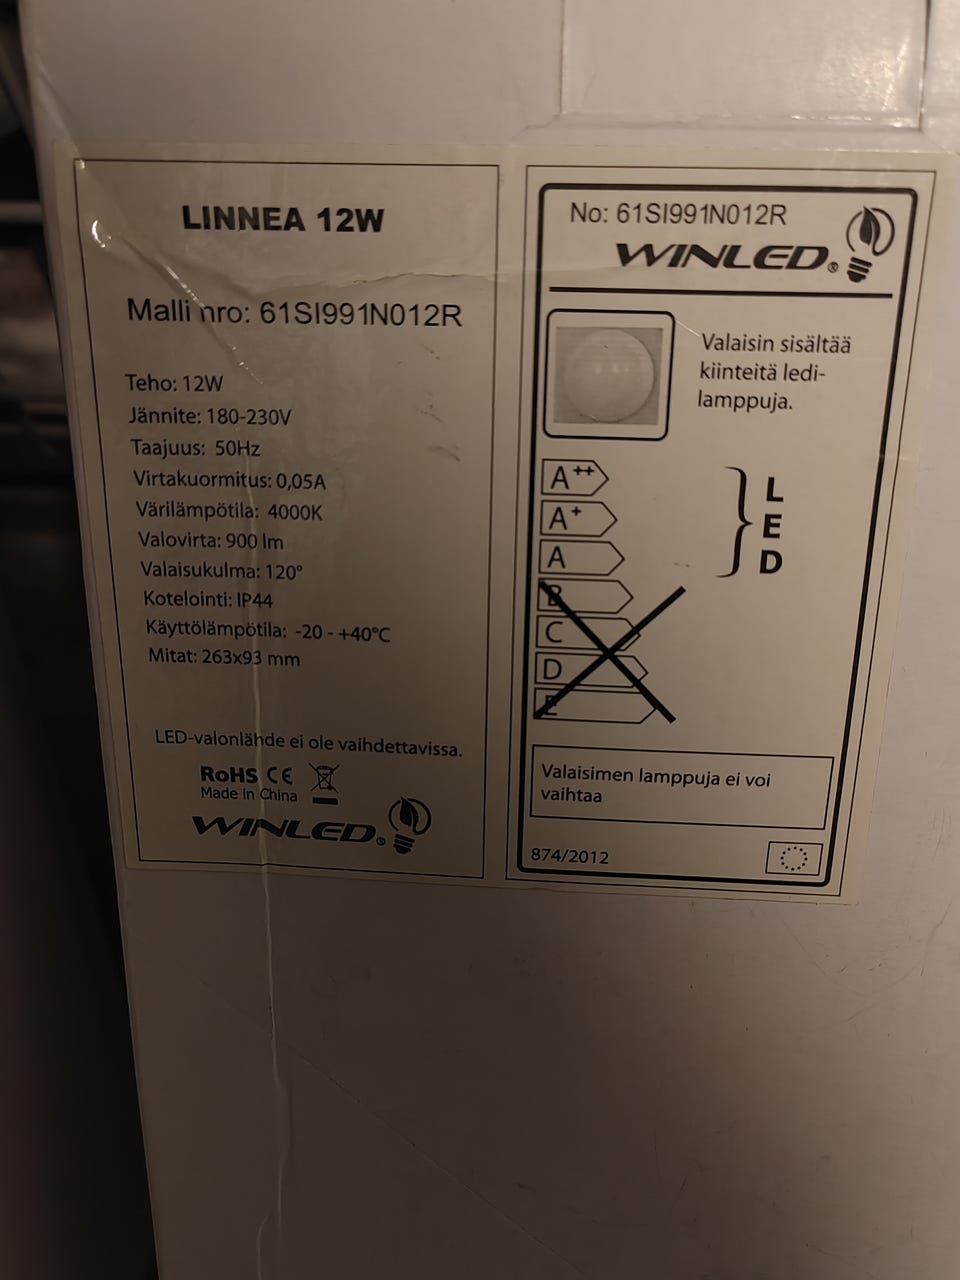 LINNEA 12W
Malli nro: 61SI991N012R
Teho: 12W
Jännite: 180-230V
Taajuus: 50Hz
Virtakuormitus: 0,05A
Värilämpötila: 4000K
Valovirta: 900 lm
Valaisukulma: 120°
Kotelointi: IP44
Käyttölämpötila: -20 - +40°C
Mitat: 263x93 mm
LED-valonlähde ei ole vaihdettavissa.
RoHS CE
Made in China
WINLED®
No: 61SI991N012R
WINLED®
Valaisin sisältää
kiinteitä ledi-
lamppuja.
A++
A+
A
B
C
D
E
L
E
D
Valaisimen lamppuja ei voi
vaihtaa
874/2012